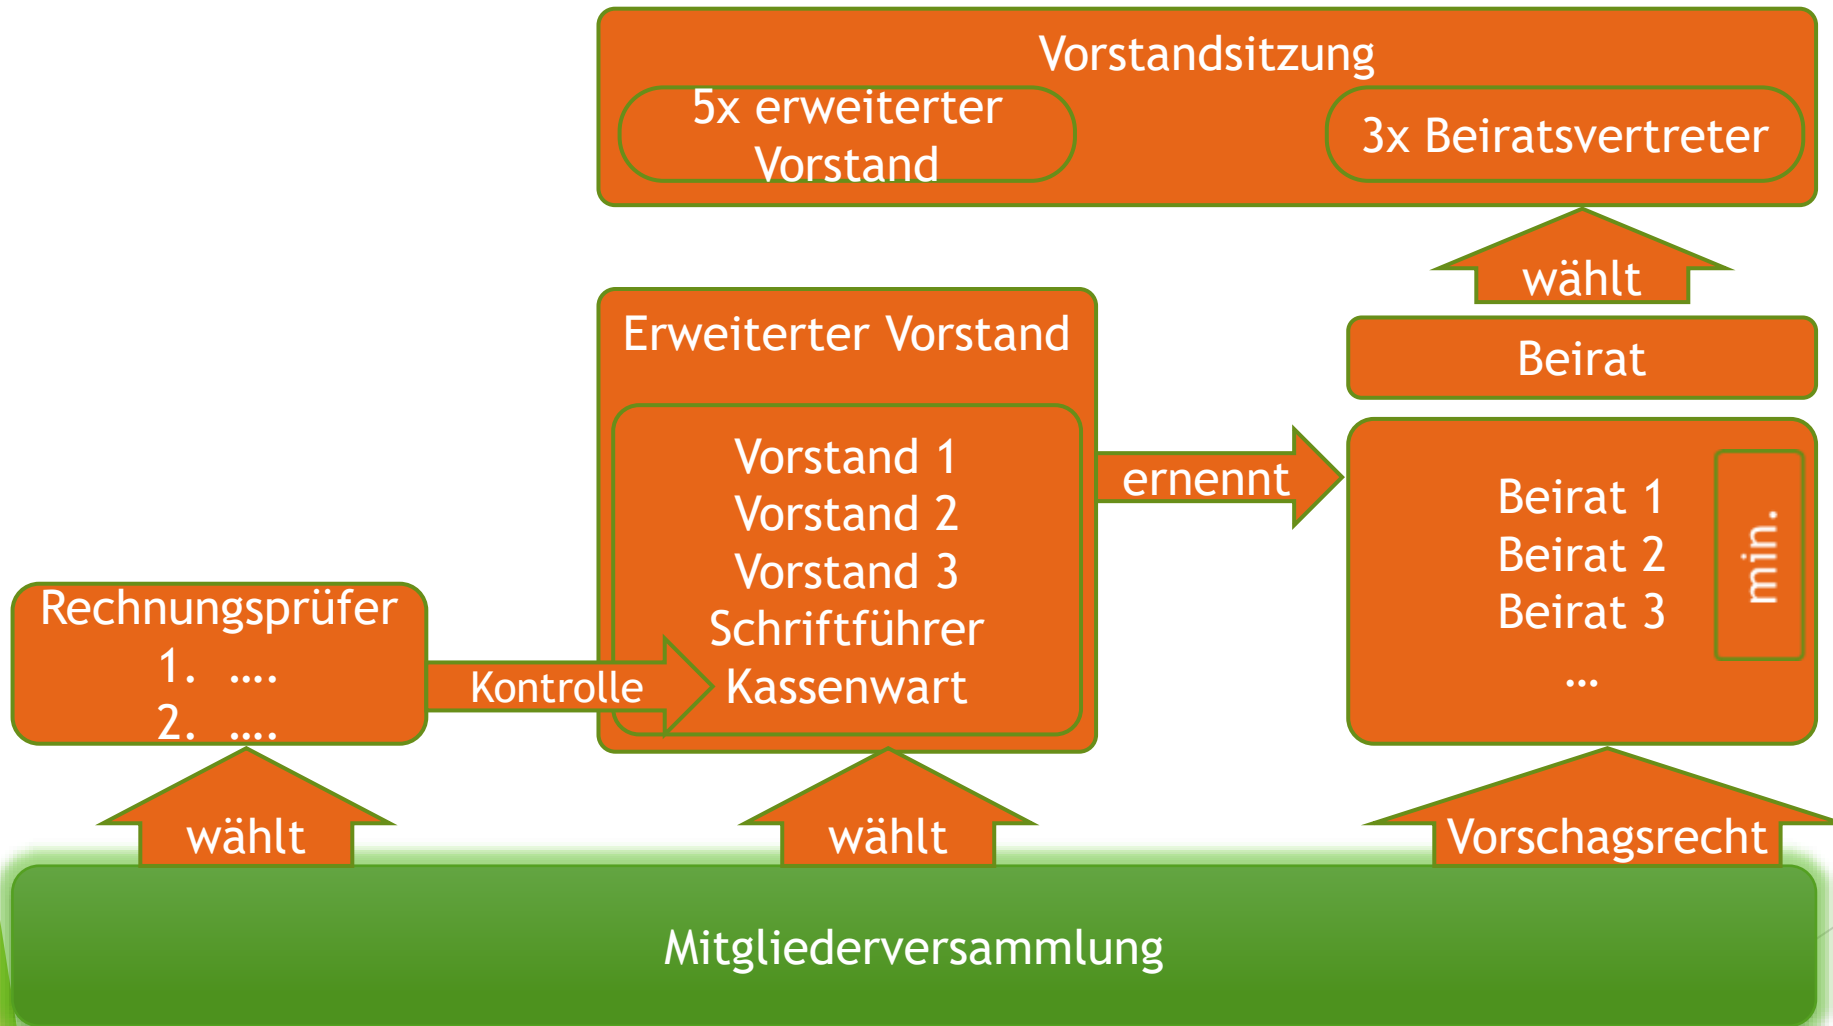 Vorstandsitzung
5x erweiterter
Vorstand
3x Beiratsvertreter
wählt
Erweiterter Vorstand
Vorstand 1
Vorstand 2
Vorstand 3
Schriftführer
Kassenwart
ernennt
Beirat
Beirat 1
Beirat 2
Beirat 3
...
min.
Rechnungsprüfer
1. ....
2. ....
Kontrolle
wählt
wählt
Vorschagsrecht
Mitgliederversammlung